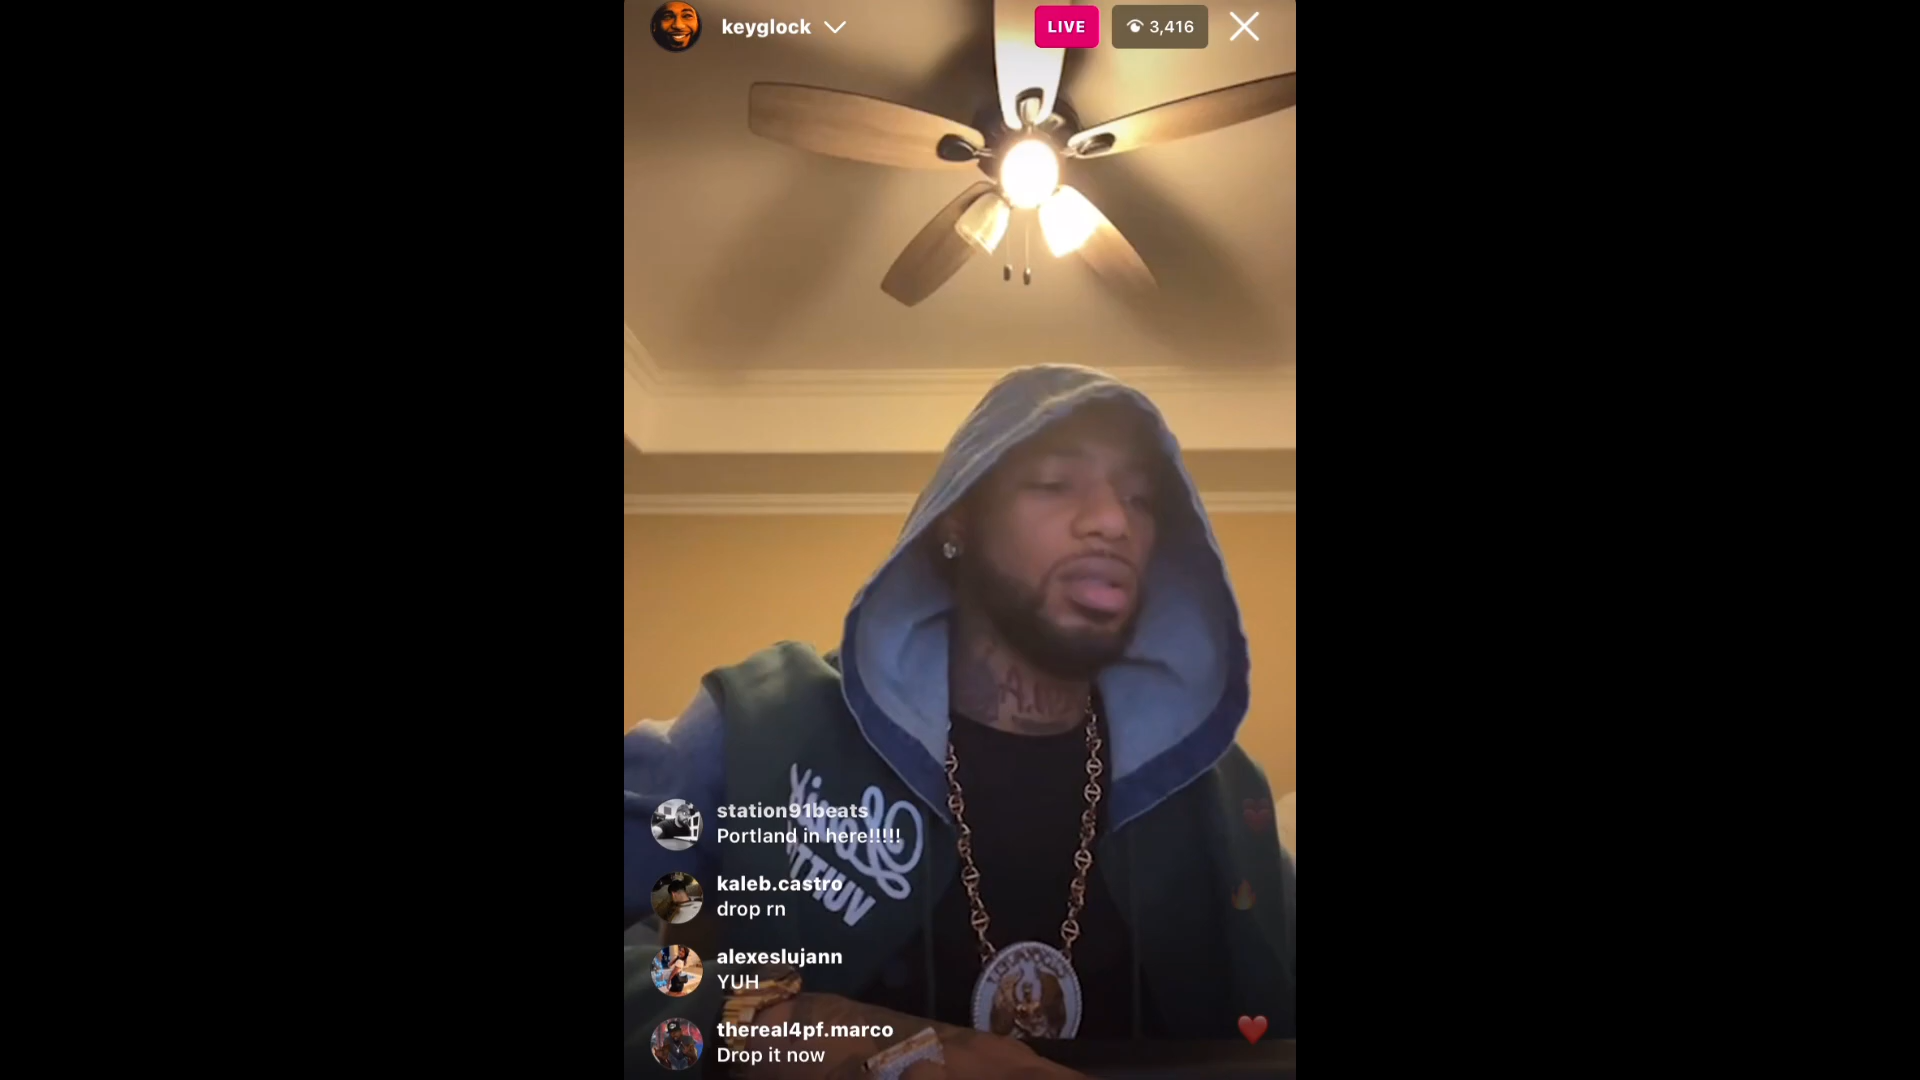 keyglock
LIVE
3,416
station91beats
Portland in here!!!!!
kaleb.castro
drop rn
alexeslujann
YUH
thereal4pf.marco
Drop it now